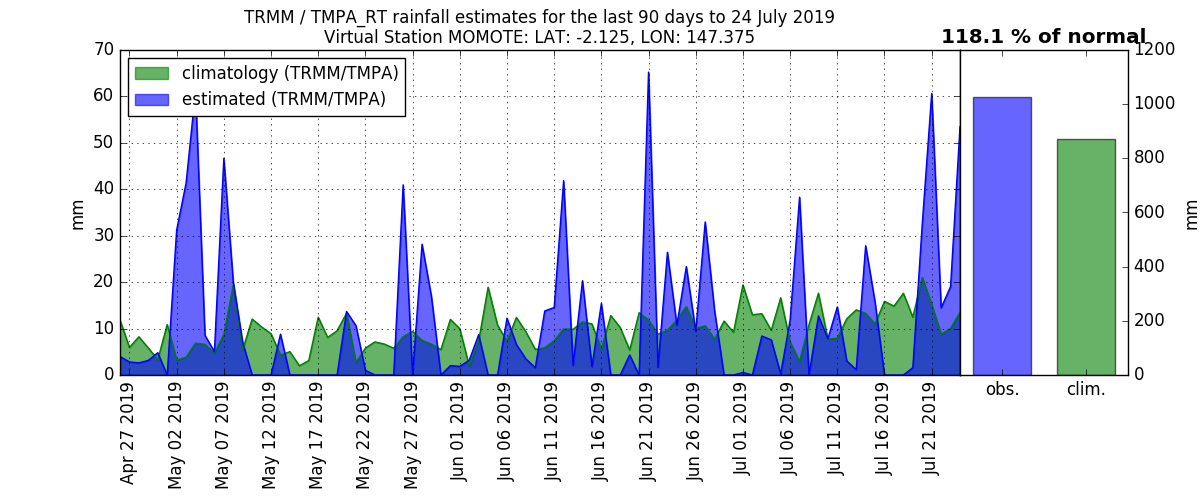 TRMM / TMPA_RT rainfall estimates for the last 90 days to 24 July 2019
Virtual Station MOMOTE: LAT: -2.125, LON: 147.375
118.1 % of normal
climatology (TRMM/TMPA)
estimated (TRMM/TMPA)
70
60
50
40
30
20
10
0
mm
Apr 27 2019
May 02 2019
May 07 2019
May 12 2019
May 17 2019
May 22 2019
May 27 2019
Jun 01 2019
Jun 06 2019
Jun 11 2019
Jun 16 2019
Jun 21 2019
Jun 26 2019
Jul 01 2019
Jul 06 2019
Jul 11 2019
Jul 16 2019
Jul 21 2019
obs.
clim.
1200
1000
800
600
400
200
0
mm